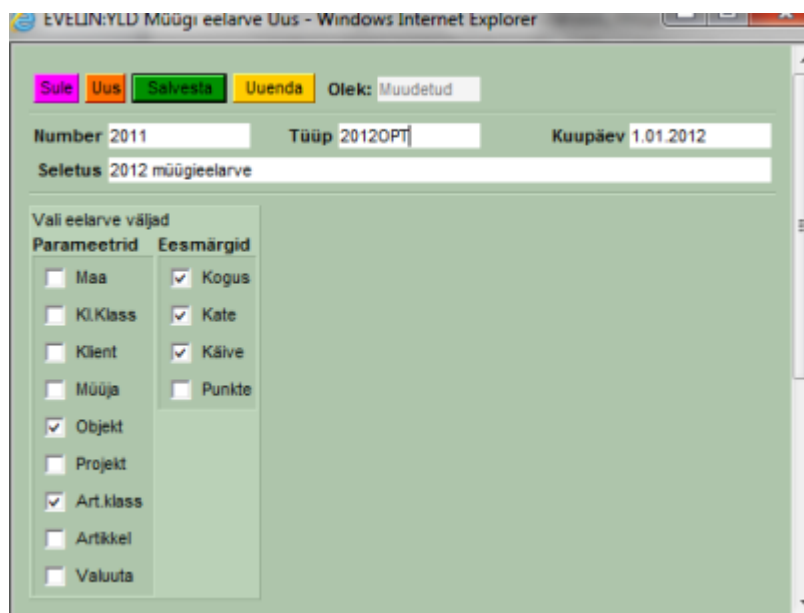 EVELIN:YLD Müügi eelarve Uus - Windows Internet Explorer
Sule Uus Salvesta Uuenda Olek: Muudetud
Number 2011 Tüüp 2012OPT Kuupäev 1.01.2012
Seletus 2012 müügieelarve
Vali eelarve väljad
Parameetrid Eesmärgid
Maa Kogus
Kl.Klass Kate
Klient Käive
Müüja Punkte
Objekt
Projekt
Art.klass
Artikkel
Valuuta